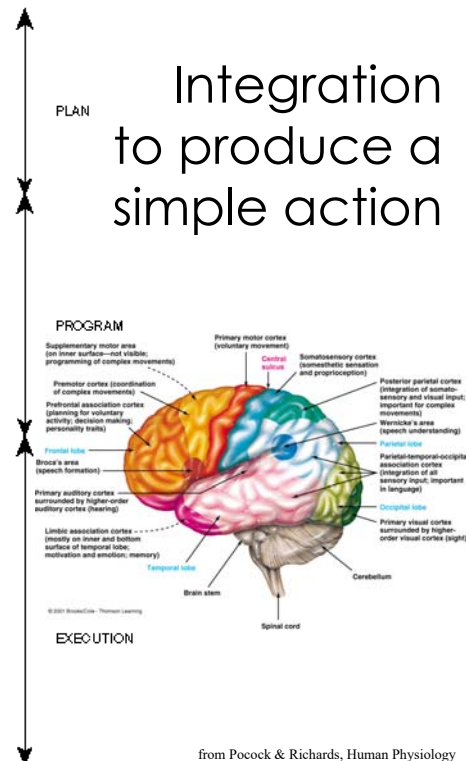 Integration
to produce a
simple action
PLAN
PROGRAM
Supplementary motor area
(on inner surface—not visible;
programming of complex movements)
Premotor cortex (coordination
of complex movements)
Prefrontal association cortex
(planning for voluntary
activity; decision making;
personality traits)
Frontal lobe
Broca's area
(speech formation)
Primary auditory cortex
surrounded by higher-order
auditory cortex (hearing)
Limbic association cortex
(mostly on inner and bottom
surface of temporal lobe;
motivation and emotion; memory)
Temporal lobe
Brain stem
Spinal cord
Primary motor cortex
(voluntary movement)
Central
sulcus
Somatosensory cortex
(somesthetic sensation
and proprioception)
Posterior parietal cortex
(integration of somato-
sensory and visual input;
important for complex
movements)
Wernicke's area
(speech understanding)
Parietal lobe
Parietal-temporal-occipital
association cortex
(integration of all
sensory input; important
in language)
Occipital lobe
Primary visual cortex
surrounded by higher-
order visual cortex (sight)
Cerebellum
© 2001 Brooks/Cole - Thomson Learning
EXECUTION
from Pocock & Richards, Human Physiology